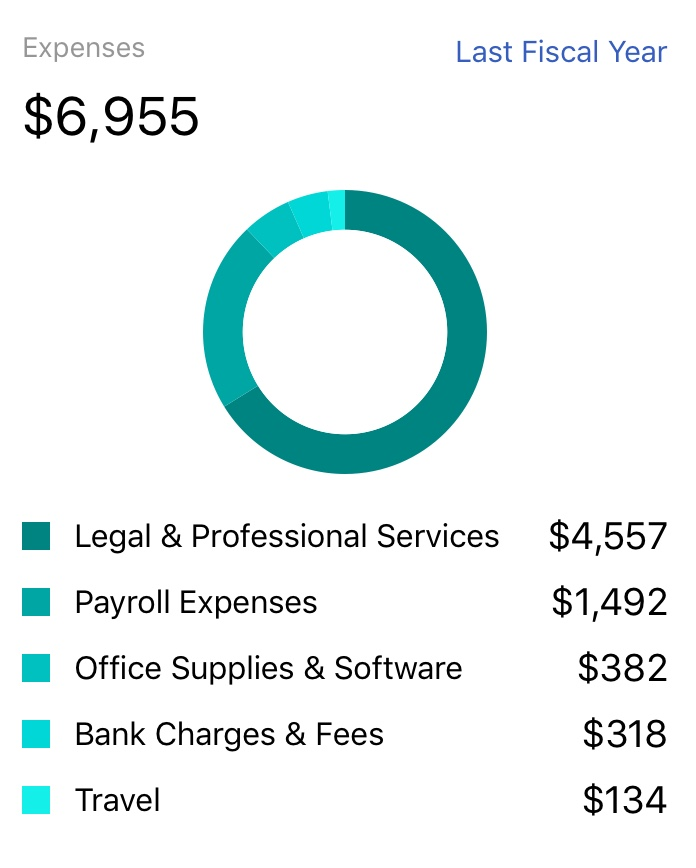 Expenses
Last Fiscal Year
$6,955
Legal & Professional Services $4,557
Payroll Expenses $1,492
Office Supplies & Software $382
Bank Charges & Fees $318
Travel $134